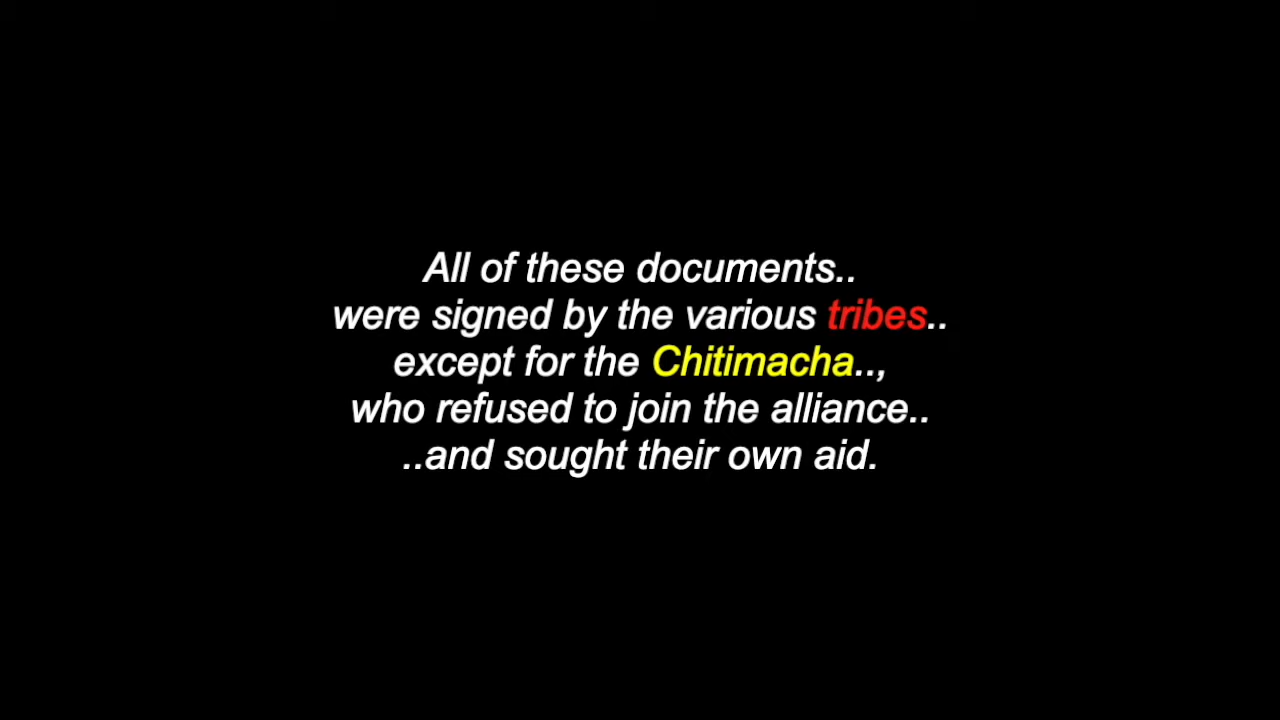 All of these documents..
were signed by the various tribes..
except for the Chitimacha..,
who refused to join the alliance..
..and sought their own aid.